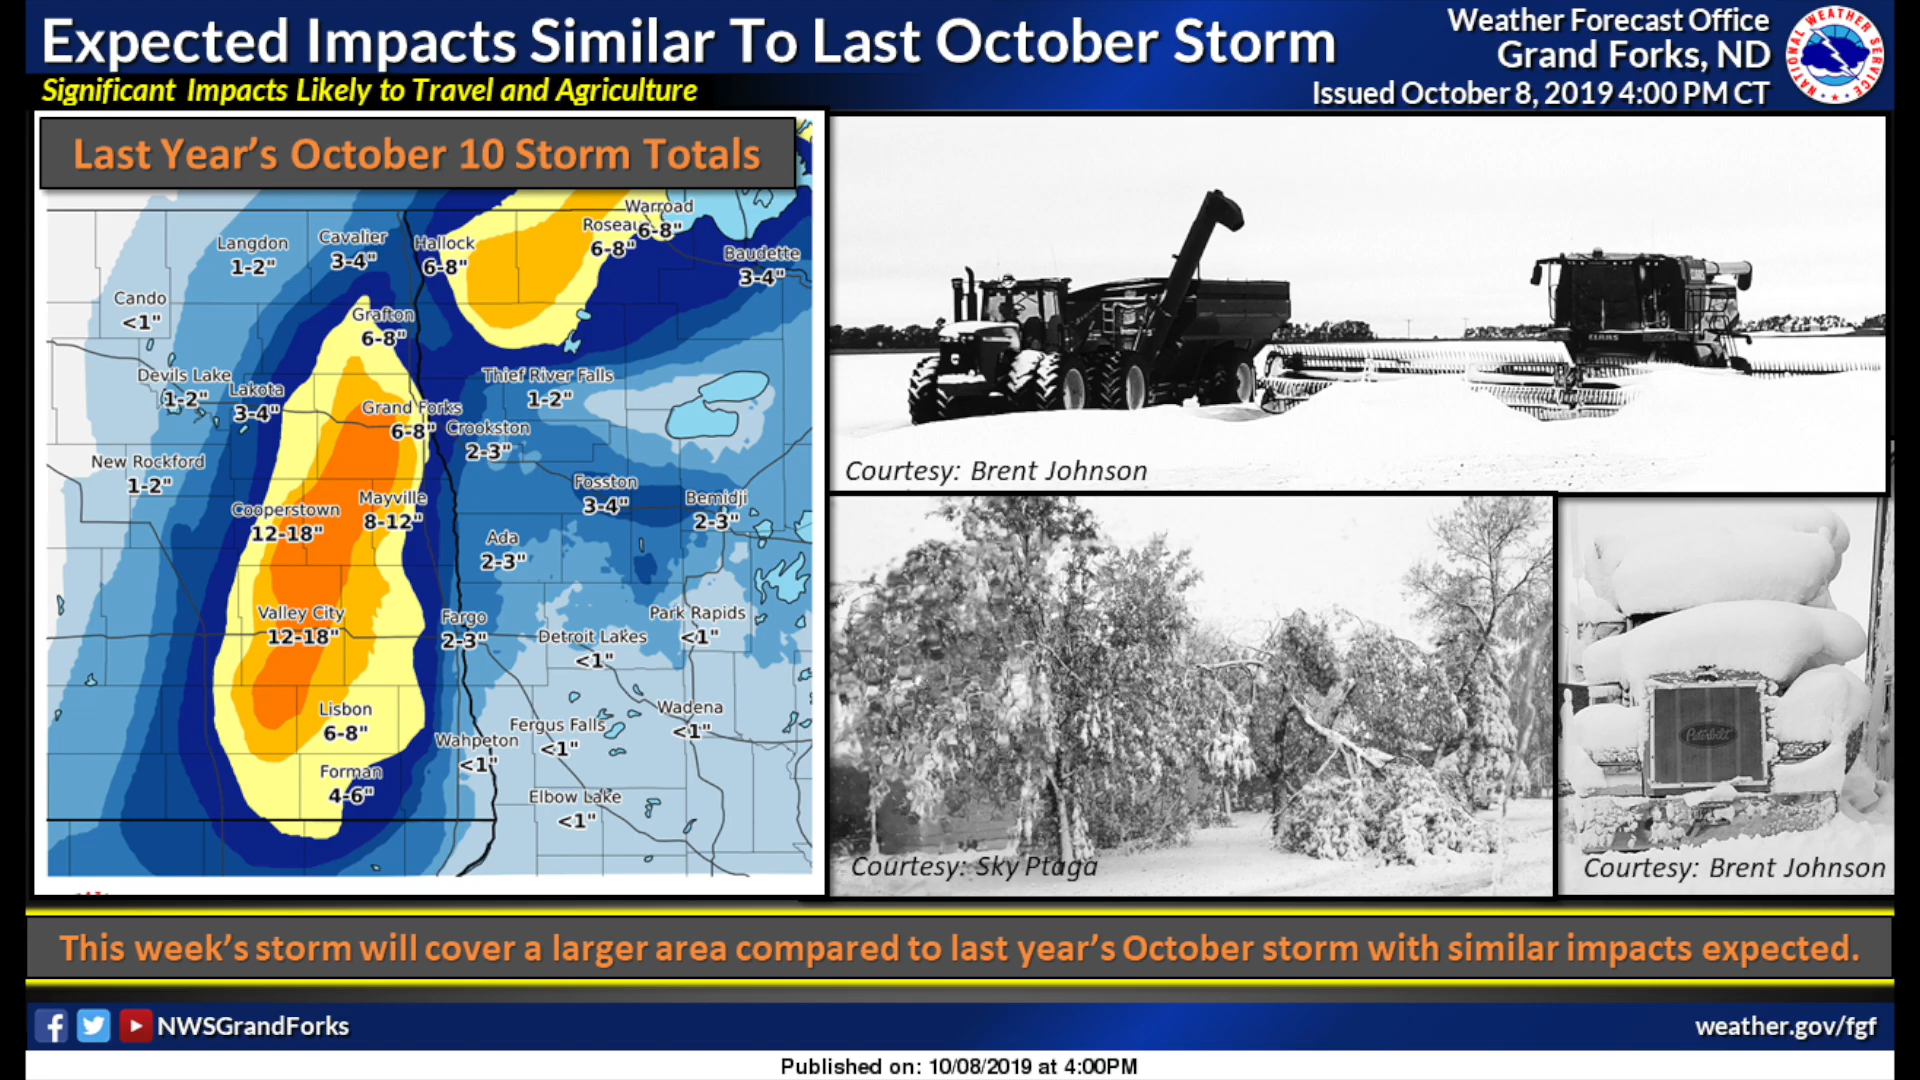 Expected Impacts Similar To Last October Storm
Significant Impacts Likely to Travel and Agriculture
Weather Forecast Office
Grand Forks, ND
Issued October 8, 2019 4:00 PM CT
NATIONAL WEATHER SERVICE
Last Year's October 10 Storm Totals
Warroad
6-8"
Roseau
6-8"
Langdon
1-2"
Cavalier
3-4"
Hallock
6-8"
Baudette
3-4"
Cando
<1"
Grafton
6-8"
Devils Lake
1-2"
Lakota
3-4"
Thief River Falls
1-2"
Grand Forks
6-8"
Crookston
2-3"
New Rockford
1-2"
Fosston
3-4"
Bemidji
2-3"
Cooperstown
12-18"
Mayville
8-12"
Ada
2-3"
Valley City
12-18"
Fargo
2-3"
Detroit Lakes
<1"
Park Rapids
<1"
Lisbon
6-8"
Wahpeton
<1"
Fergus Falls
<1"
Wadena
<1"
Forman
4-6"
Elbow Lake
<1"
CLAAS
Courtesy: Brent Johnson
Courtesy: Sky Ptaga
Peterbilt
Courtesy: Brent Johnson
This week's storm will cover a larger area compared to last year's October storm with similar impacts expected.
NWSGrandForks
weather.gov/fgf
Published on: 10/08/2019 at 4:00PM